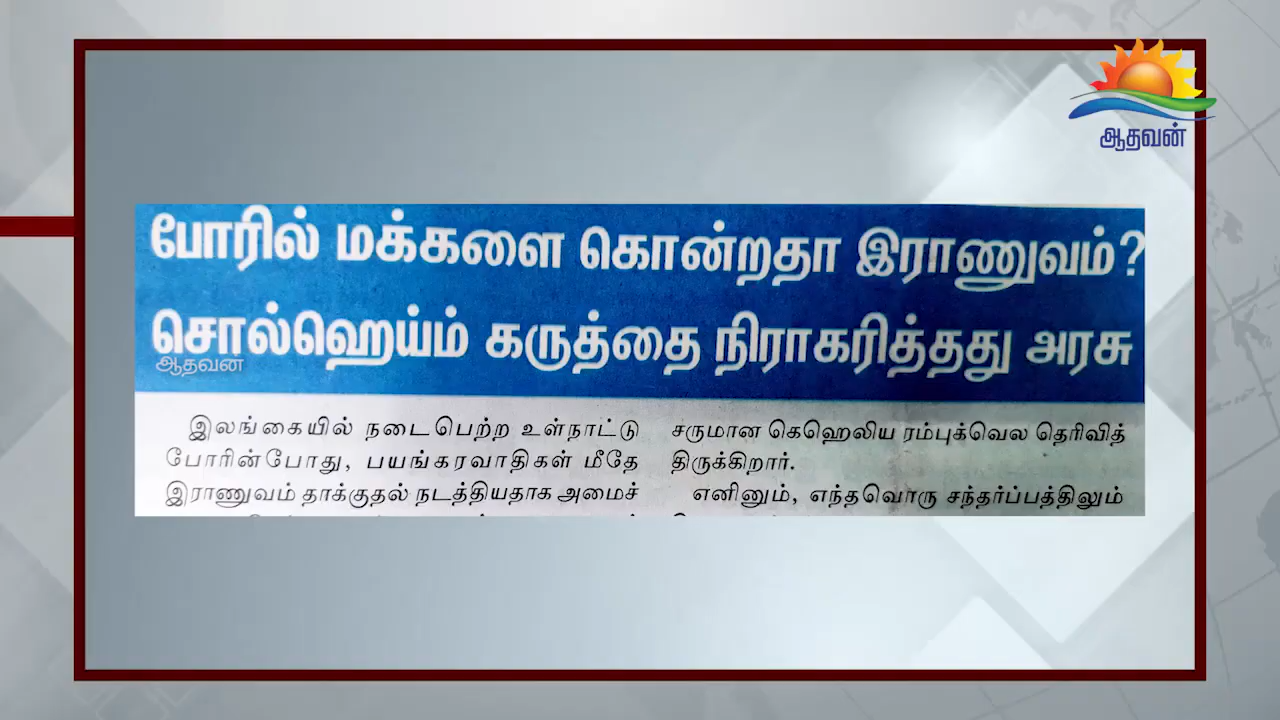 ஆதவன்
போரில் மக்களை கொன்றதா இராணுவம்?
சொல்ஹெய்ம் கருத்தை நிராகரித்தது அரசு
ஆதவன்
இலங்கையில் நடைபெற்ற உள்நாட்டு
போரின்போது, பயங்கரவாதிகள் மீதே
இராணுவம் தாக்குதல் நடத்தியதாக அமைச்
சருமான கெஹெலிய ரம்புக்வெல தெரிவித்
திருக்கிறார்.
எனினும், எந்தவொரு சந்தர்ப்பத்திலும்